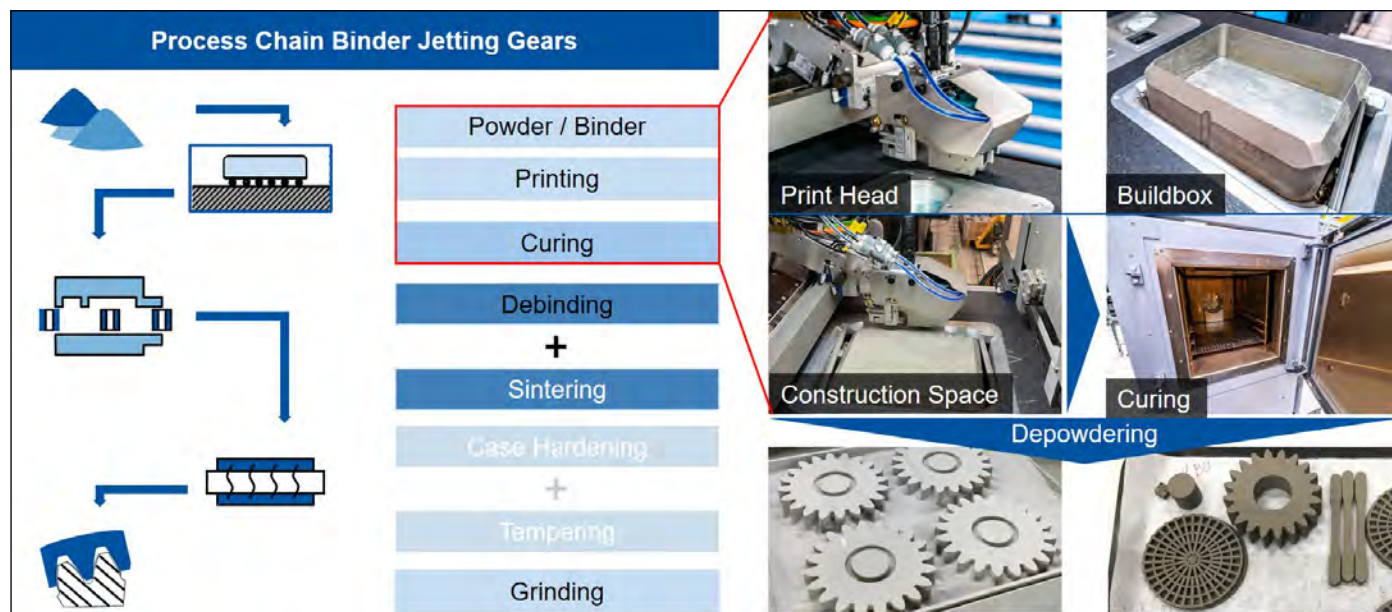 Process Chain Binder Jetting Gears
Powder / Binder
Printing
Curing
Debinding
+
Sintering
Case Hardening
+
Tempering
Grinding
Print Head
Buildbox
Construction Space
Curing
Depowdering